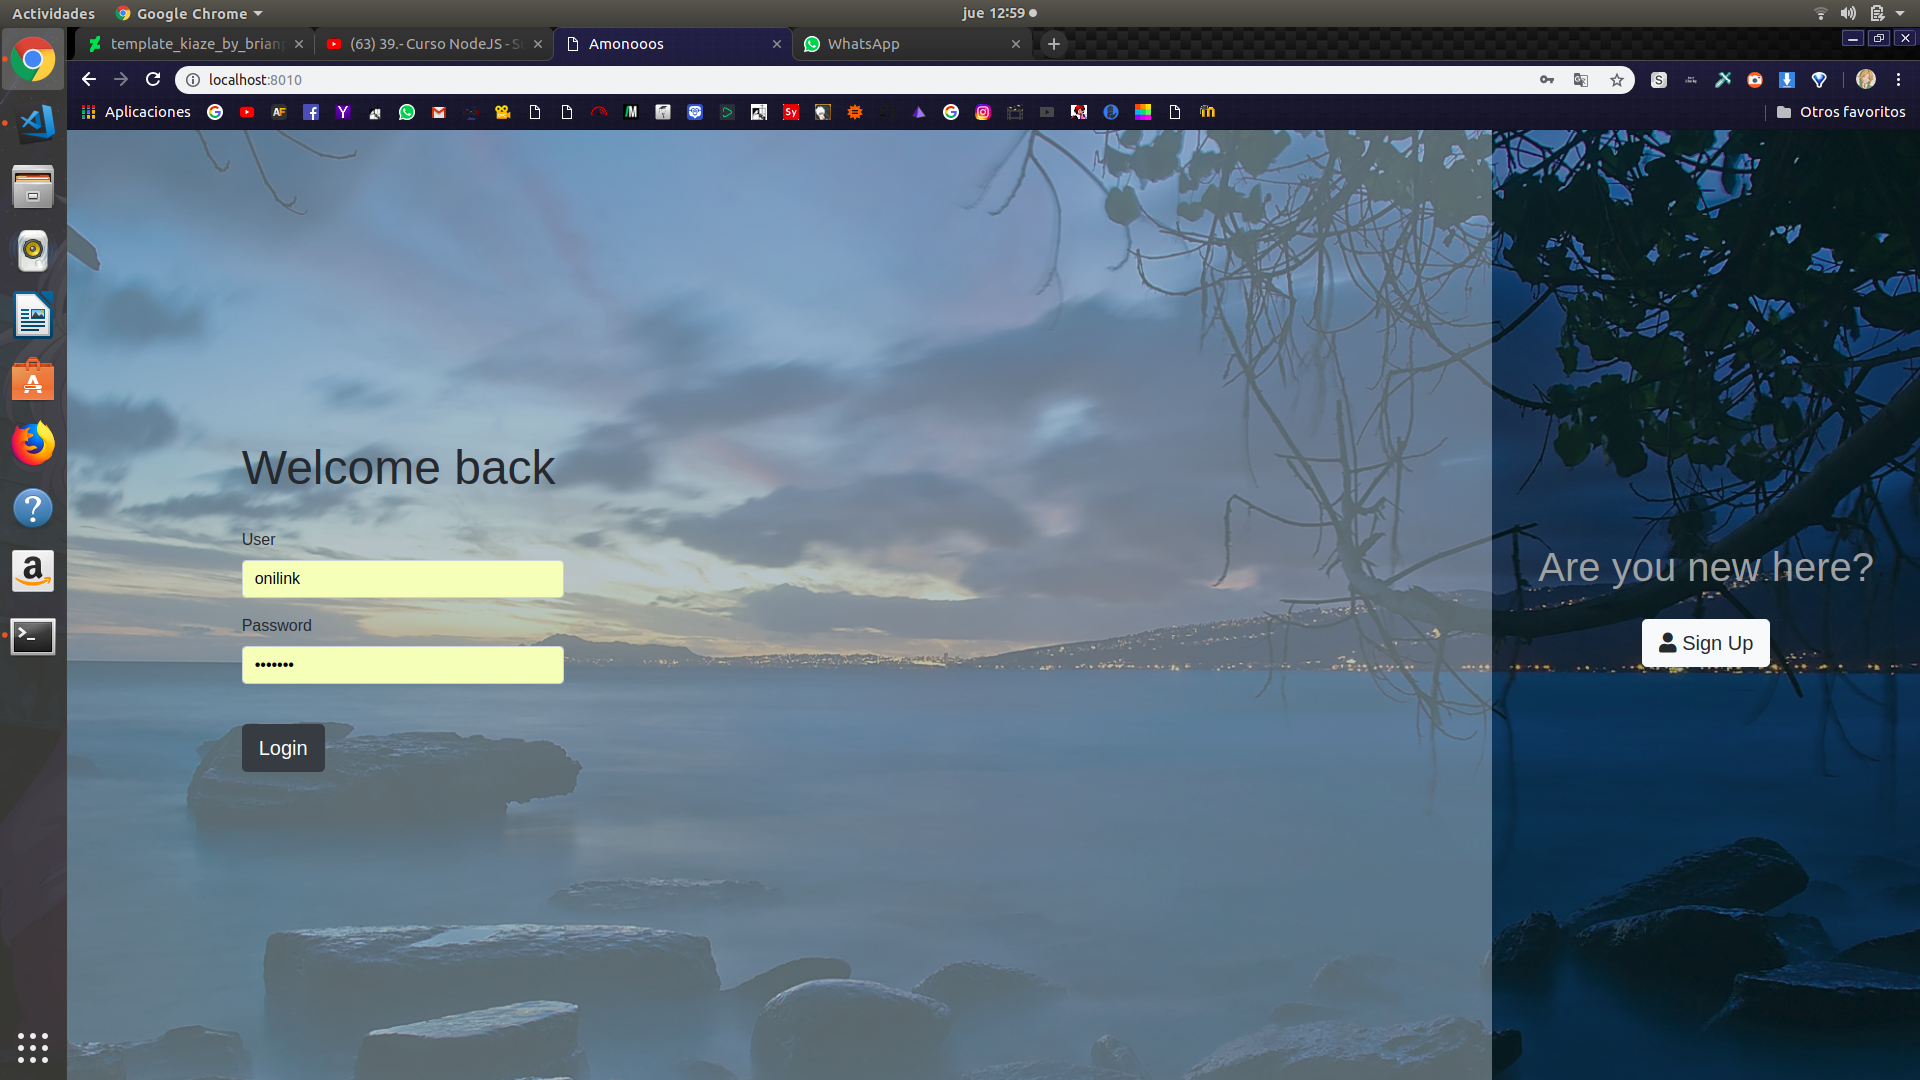 Actividades
Google Chrome
jue 12:59
template_kiaze_by_brian
(63) 39.- Curso NodeJS - S
Amonooos
WhatsApp
localhost:8010
Aplicaciones
Otros favoritos
Welcome back
User
onilink
Password
Login
Are you new here?
Sign Up